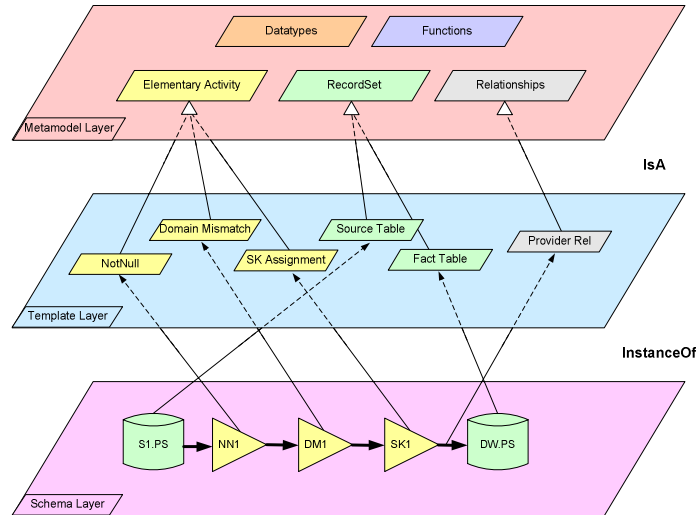 Datatypes
Functions
Elementary Activity
RecordSet
Relationships
Metamodel Layer
IsA
Domain Mismatch
Source Table
Provider Rel
NotNull
SK Assignment
Fact Table
Template Layer
InstanceOf
S1.PS
NN1
DM1
SK1
DW.PS
Schema Layer